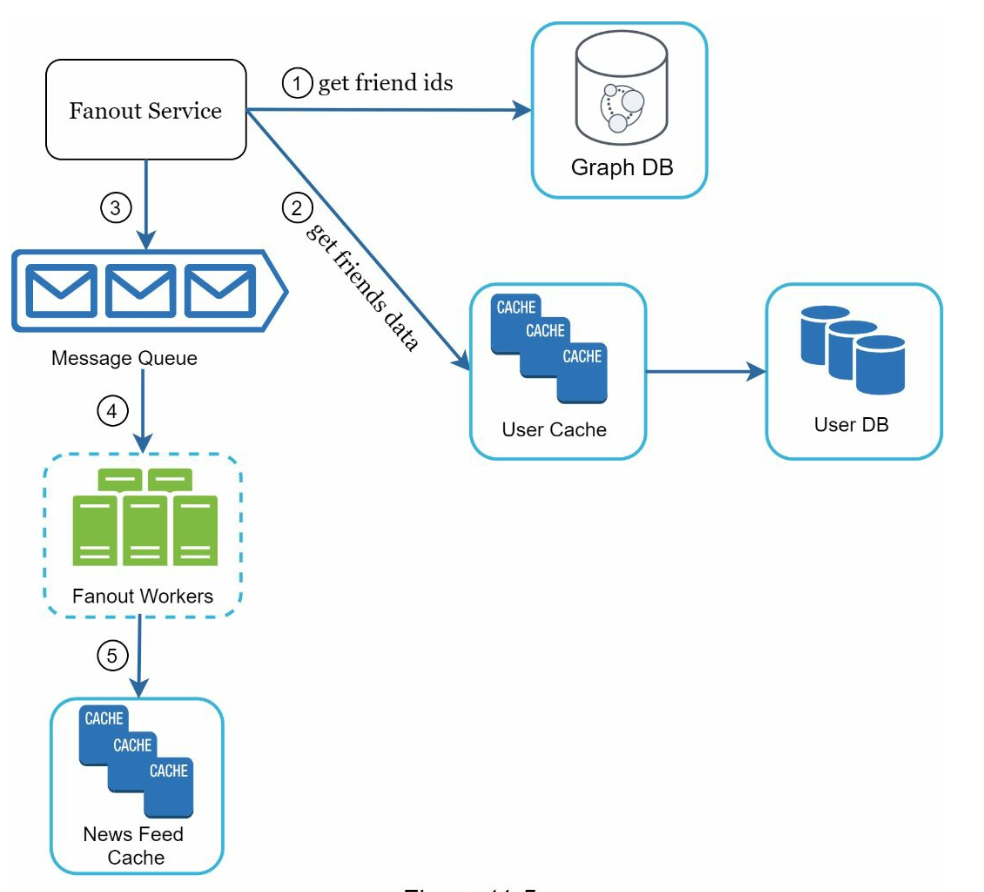 Fanout Service
① get friend ids
Graph DB
② get friends data
③
Message Queue
CACHE
CACHE
CACHE
User Cache
User DB
④
Fanout Workers
⑤
CACHE
CACHE
CACHE
News Feed
Cache